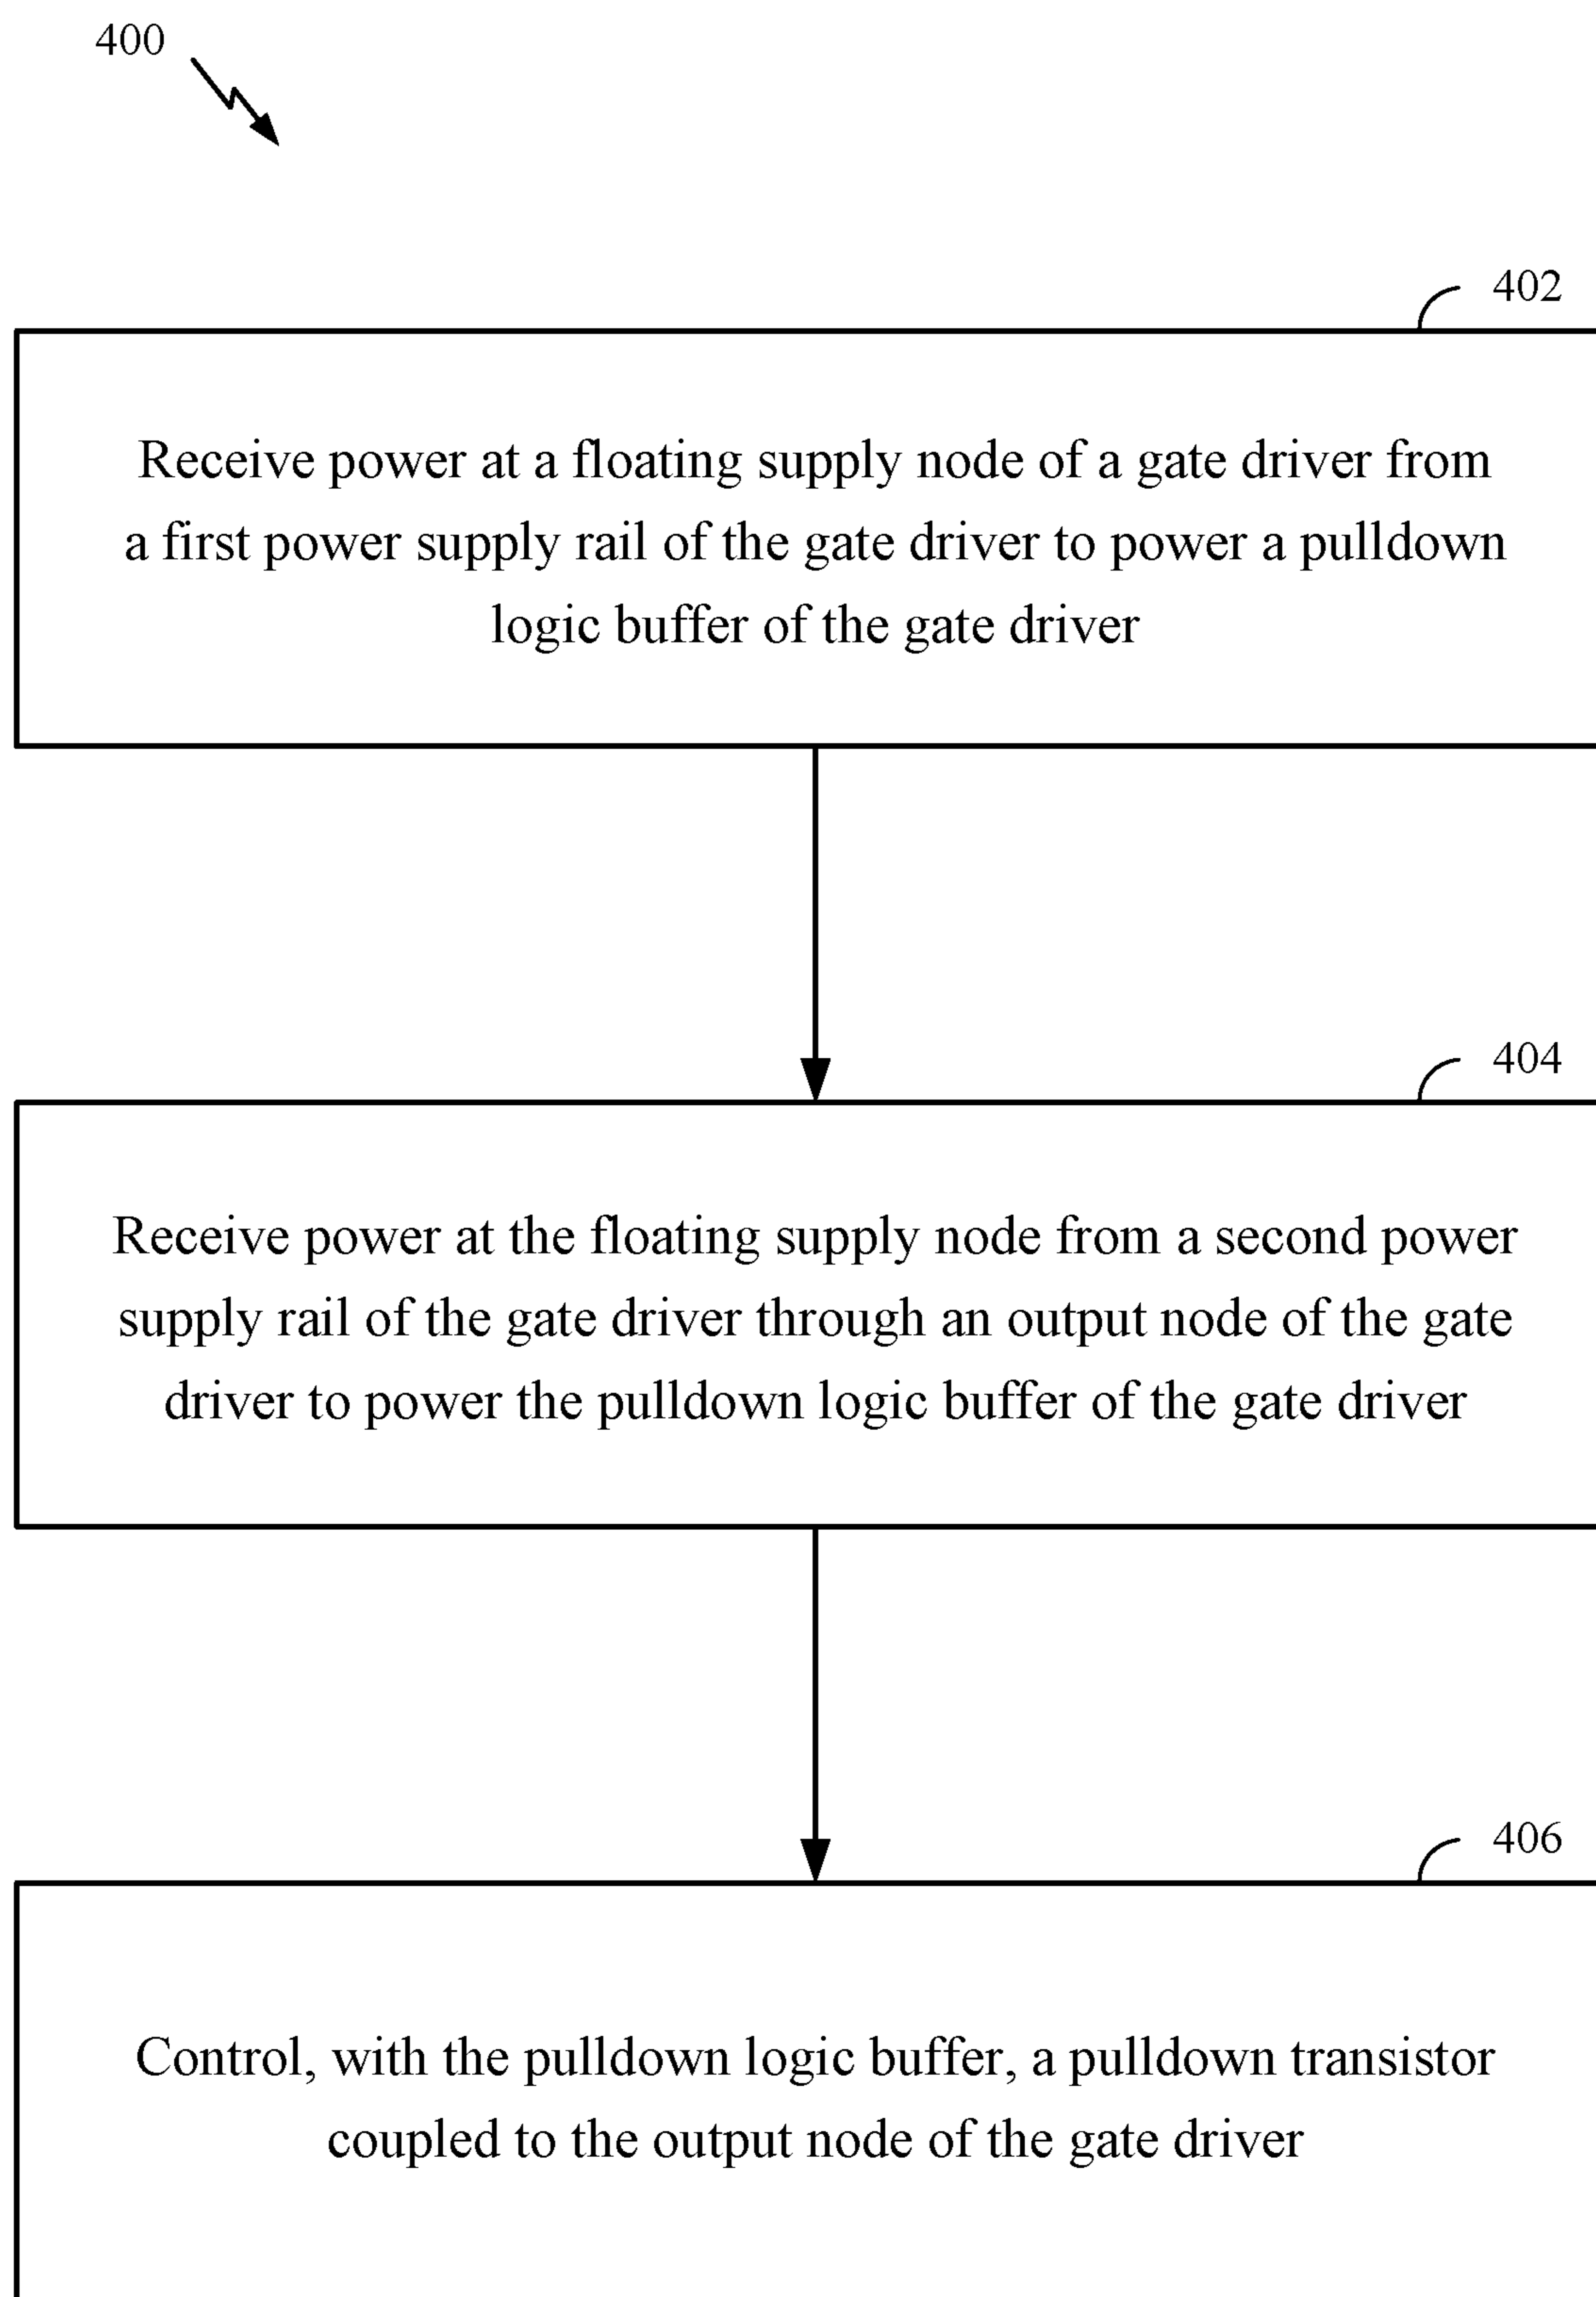 400
402
Receive power at a floating supply node of a gate driver from
a first power supply rail of the gate driver to power a pulldown
logic buffer of the gate driver
404
Receive power at the floating supply node from a second power
supply rail of the gate driver through an output node of the gate
driver to power the pulldown logic buffer of the gate driver
406
Control, with the pulldown logic buffer, a pulldown transistor
coupled to the output node of the gate driver